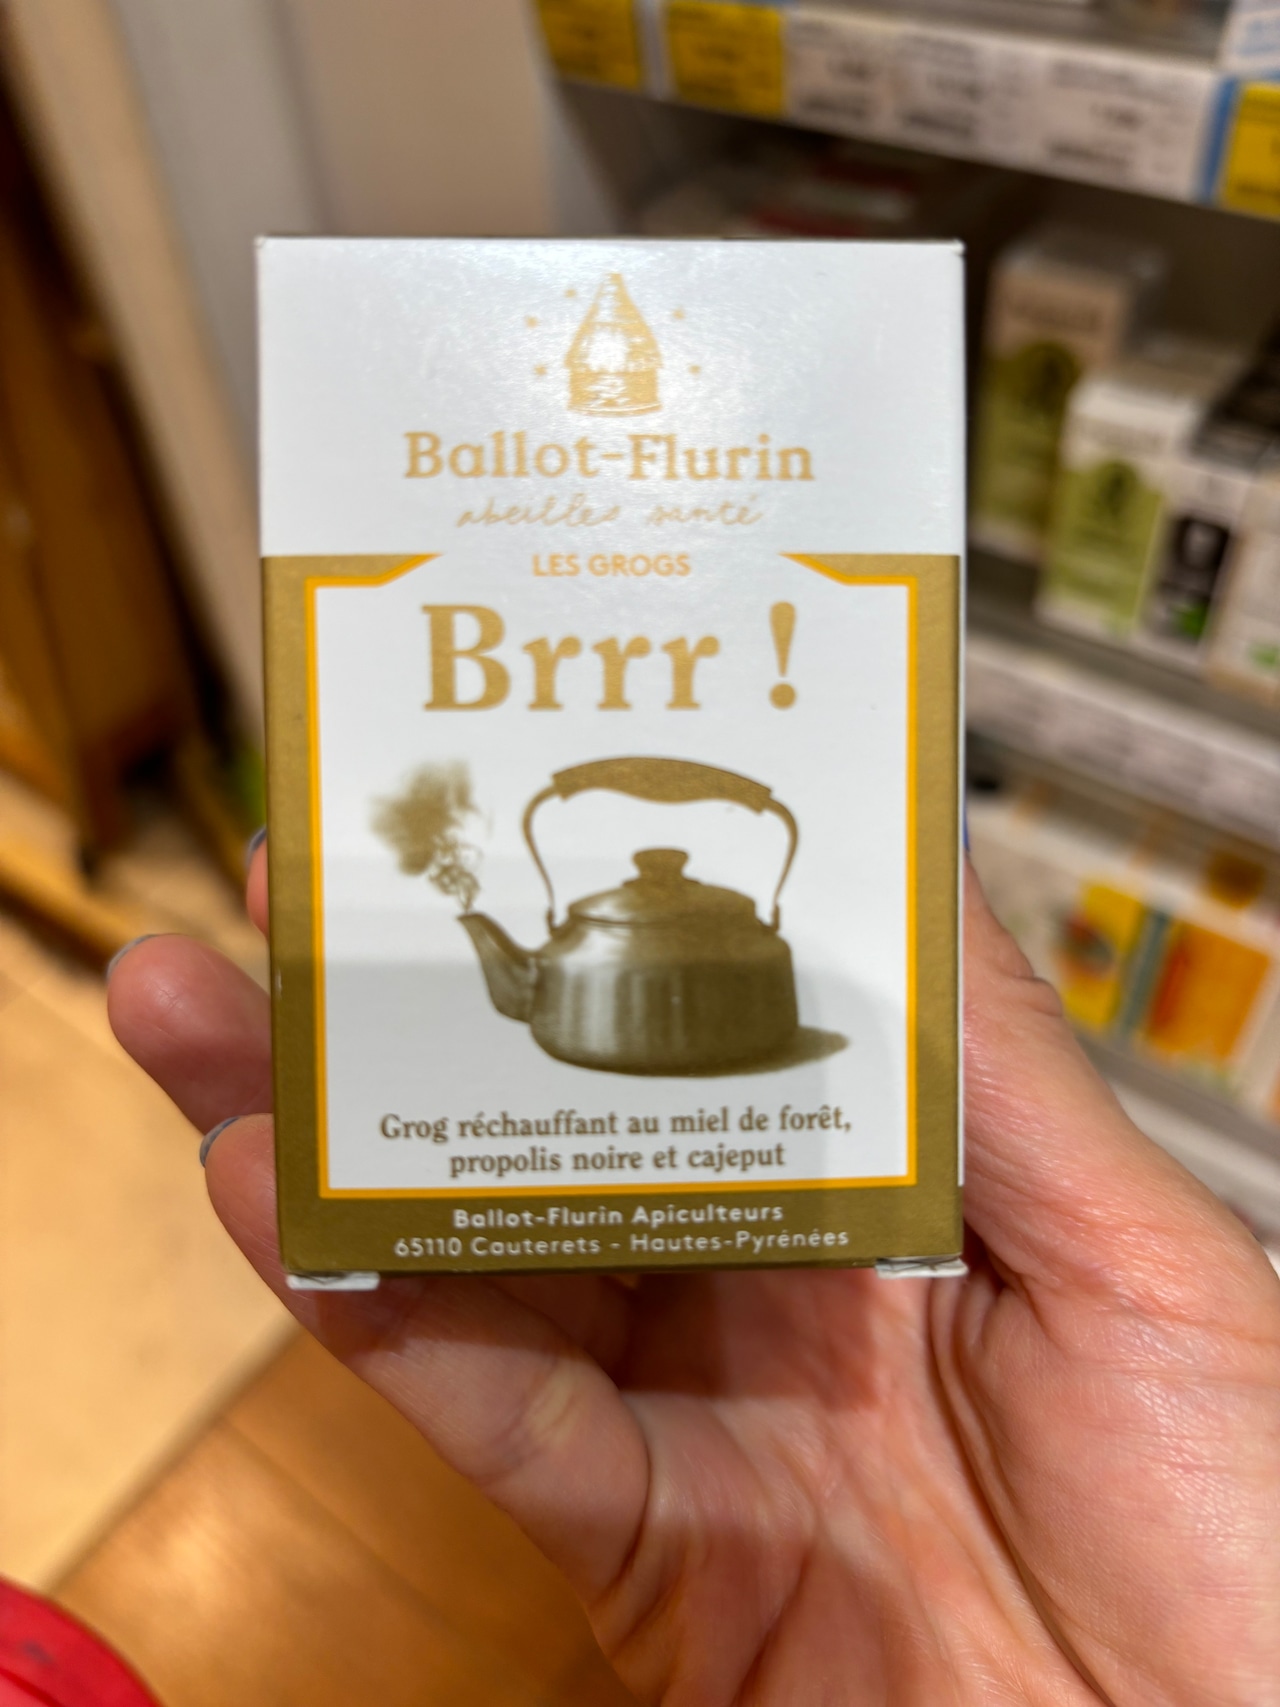 Ballot-Flurin
abeilles santé
LES GROGS
Brrr !
Grog réchauffant au miel de forêt,
propolis noire et cajeput
Ballot-Flurin Apiculteurs
65110 Cauterets - Hautes-Pyrénées